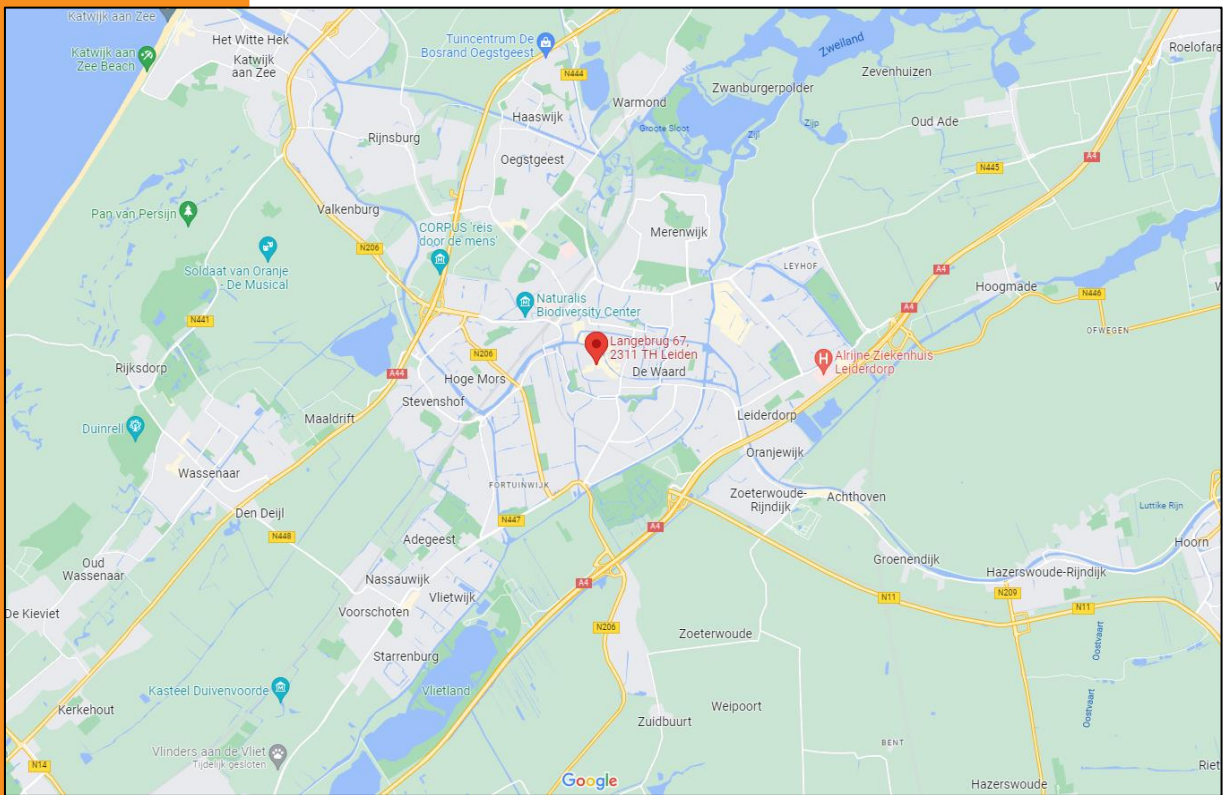 Katwijk aan Zee
Het Witte Hek
Katwijk aan
Zee Beach
Katwijk
aan Zee
Tuincentrum De
Bosrand Oegstgeest
N444
Zweiland
Roelofare
Zevenhuizen
Zwanburgerpolder
Warmond
Haaswijk
Groote Sloot
Zijl
Zijp
Oud Ade
Rijnsburg
Oegstgeest
A4
N445
Pan van Persijn
Valkenburg
CORPUS 'reis
door de mens'
N206
Merenwijk
Soldaat van Oranje
- De Musical
LEYHOF
A4
Hoogmade
N446
Naturalis
Biodiversity Center
A4
N441
OFWEGEN
Langebrug 67,
2311 TH Leiden
N206
Alrijne Ziekenhuis
Leiderdorp
H
Rijksdorp
A44
Hoge Mors
De Waard
Stevenshof
Maaldrift
Leiderdorp
Duinrell
Oranjewijk
Wassenaar
FORTUINWIJK
Zoeterwoude-
Rijndijk
Achthoven
Luttike Rijn
Den Deijl
N447
A4
N448
Adegeest
Hoorn
Oud
Wassenaar
Groenendijk
Hazerswoude-Rijndijk
Nassauwijk
A4
De Kieviet
Voorschoten
Vlietwijk
N11
N209
N11
N206
Zoeterwoude
Oostvaart
Starrenburg
Kasteel Duivenvoorde
Vlietland
Oostvaart
Kerkehout
Weipoort
Zuidbuurt
BENT
Vlinders aan de Vliet
Tijdelijk gesloten
N14
Riet
Google
Hazerswoude